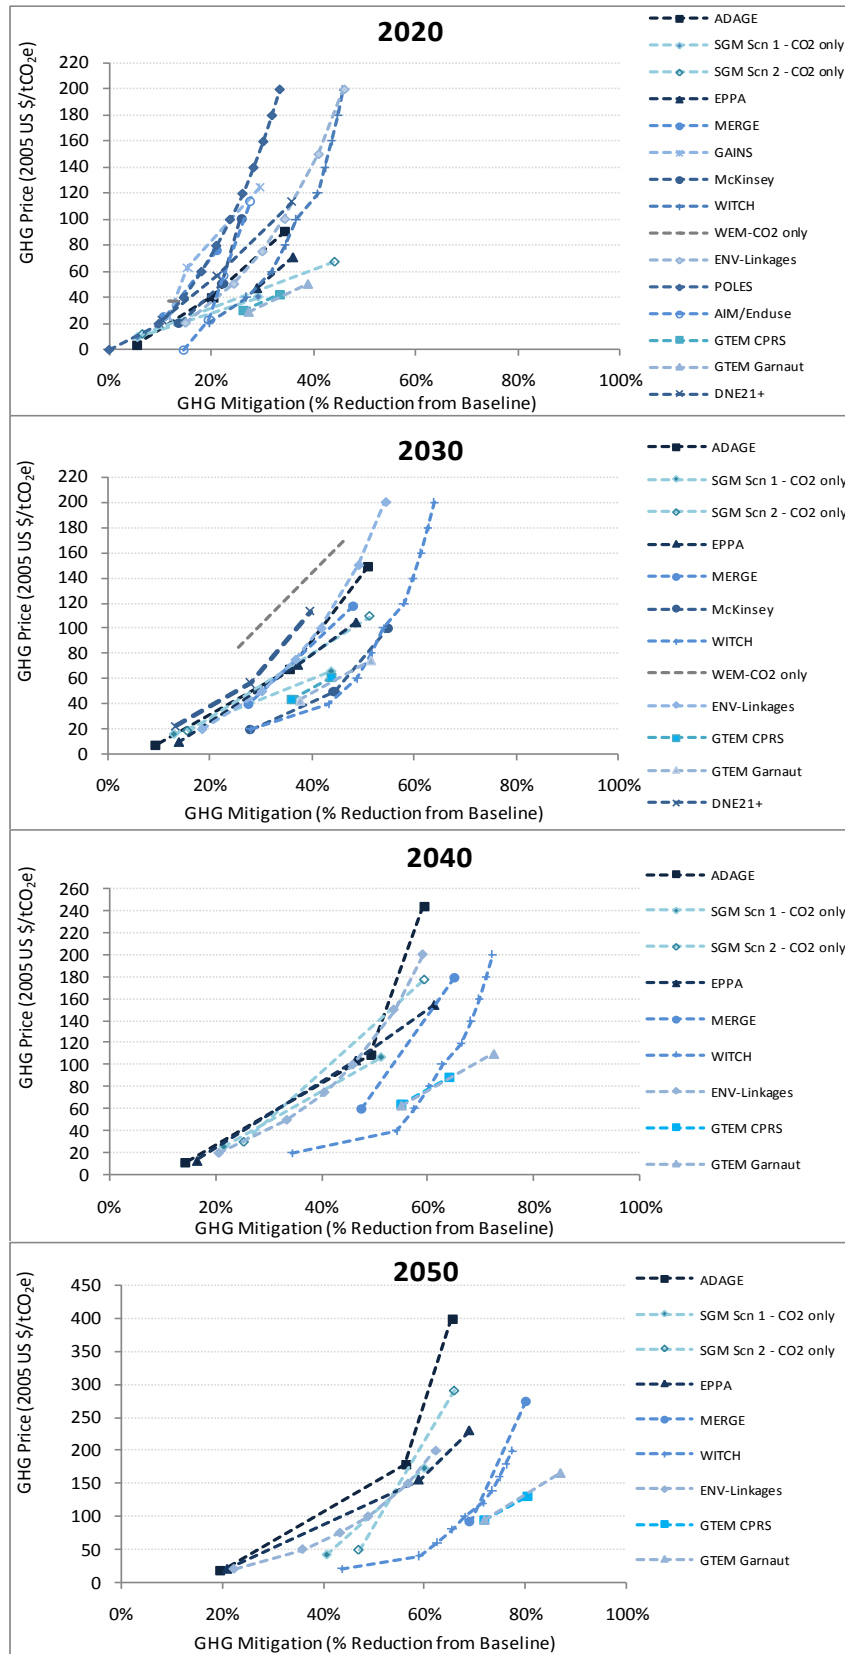 2020
GHG Price (2005 US $/tCO2e)
220
200
180
160
140
120
100
80
60
40
20
0
0% 20% 40% 60% 80% 100%
GHG Mitigation (% Reduction from Baseline)
ADAGE
SGM Scn 1 - CO2 only
SGM Scn 2 - CO2 only
EPPA
MERGE
GAINS
McKinsey
WITCH
WEM-CO2 only
ENV-Linkages
POLES
AIM/Enduse
GTEM CPRS
GTEM Garnaut
DNE21+
2030
GHG Price (2005 US $/tCO2e)
220
200
180
160
140
120
100
80
60
40
20
0
0% 20% 40% 60% 80% 100%
GHG Mitigation (% Reduction from Baseline)
ADAGE
SGM Scn 1 - CO2 only
SGM Scn 2 - CO2 only
EPPA
MERGE
McKinsey
WITCH
WEM-CO2 only
ENV-Linkages
GTEM CPRS
GTEM Garnaut
DNE21+
2040
GHG Price (2005 US $/tCO2e)
260
240
220
200
180
160
140
120
100
80
60
40
20
0
0% 20% 40% 60% 80% 100%
GHG Mitigation (% Reduction from Baseline)
ADAGE
SGM Scn 1 - CO2 only
SGM Scn 2 - CO2 only
EPPA
MERGE
WITCH
ENV-Linkages
GTEM CPRS
GTEM Garnaut
2050
GHG Price (2005 US $/tCO2e)
450
400
350
300
250
200
150
100
50
0
0% 20% 40% 60% 80% 100%
GHG Mitigation (% Reduction from Baseline)
ADAGE
SGM Scn 1 - CO2 only
SGM Scn 2 - CO2 only
EPPA
MERGE
WITCH
ENV-Linkages
GTEM CPRS
GTEM Garnaut